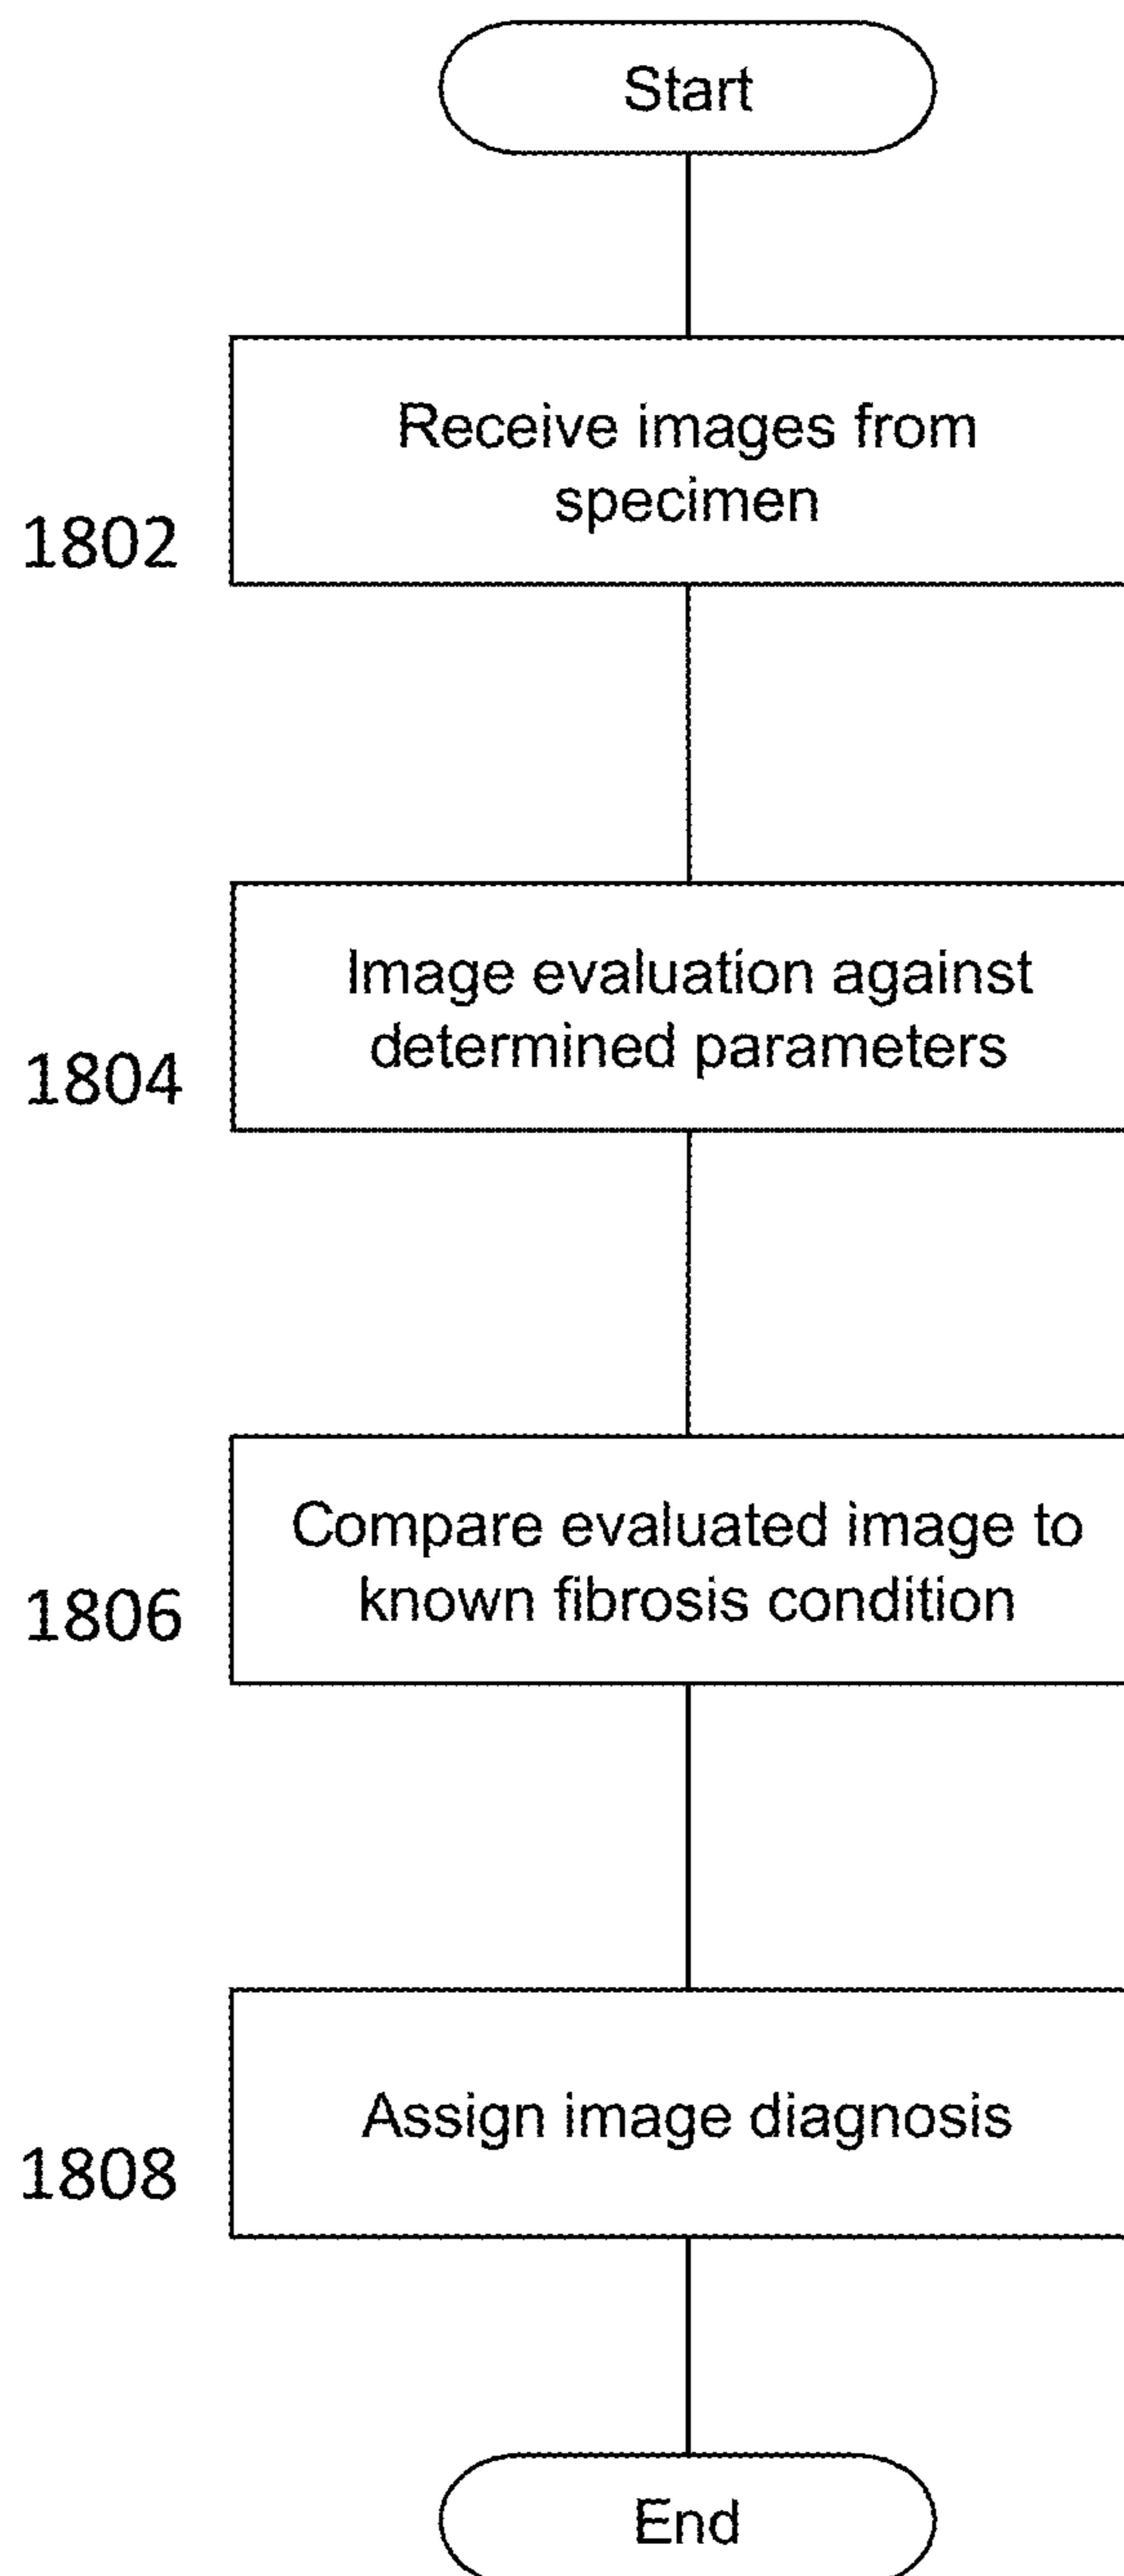 Start
Receive images from
specimen
1802
Image evaluation against
determined parameters
1804
Compare evaluated image to
known fibrosis condition
1806
Assign image diagnosis
1808
End